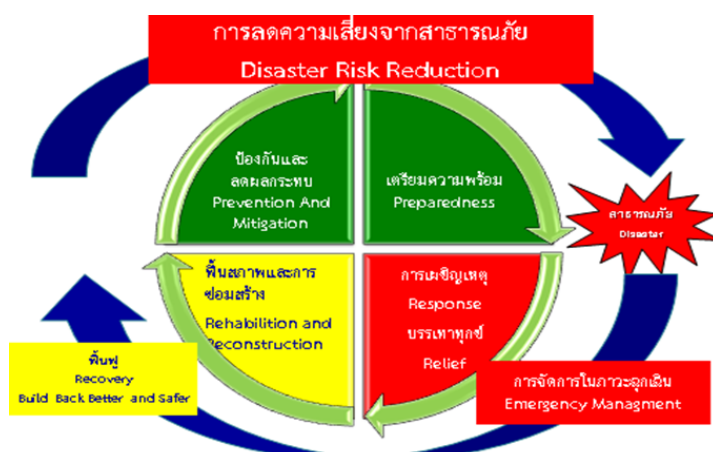 การลดความเสี่ยงจากสาธารณภัย
Disaster Risk Reduction
ป้องกันและ
ลดผลกระทบ
Prevention And
Mitigation
เตรียมความพร้อม
Preparedness
สาธารณภัย
Disaster
ฟื้นสภาพและการ
ซ่อมสร้าง
Rehabilition and
Reconstruction
การเผชิญเหตุ
Response
บรรเทาทุกข์
Relief
ฟื้นฟู
Recovery
Build Back Better and Safer
การจัดการในภาวะฉุกเฉิน
Emergency Managment